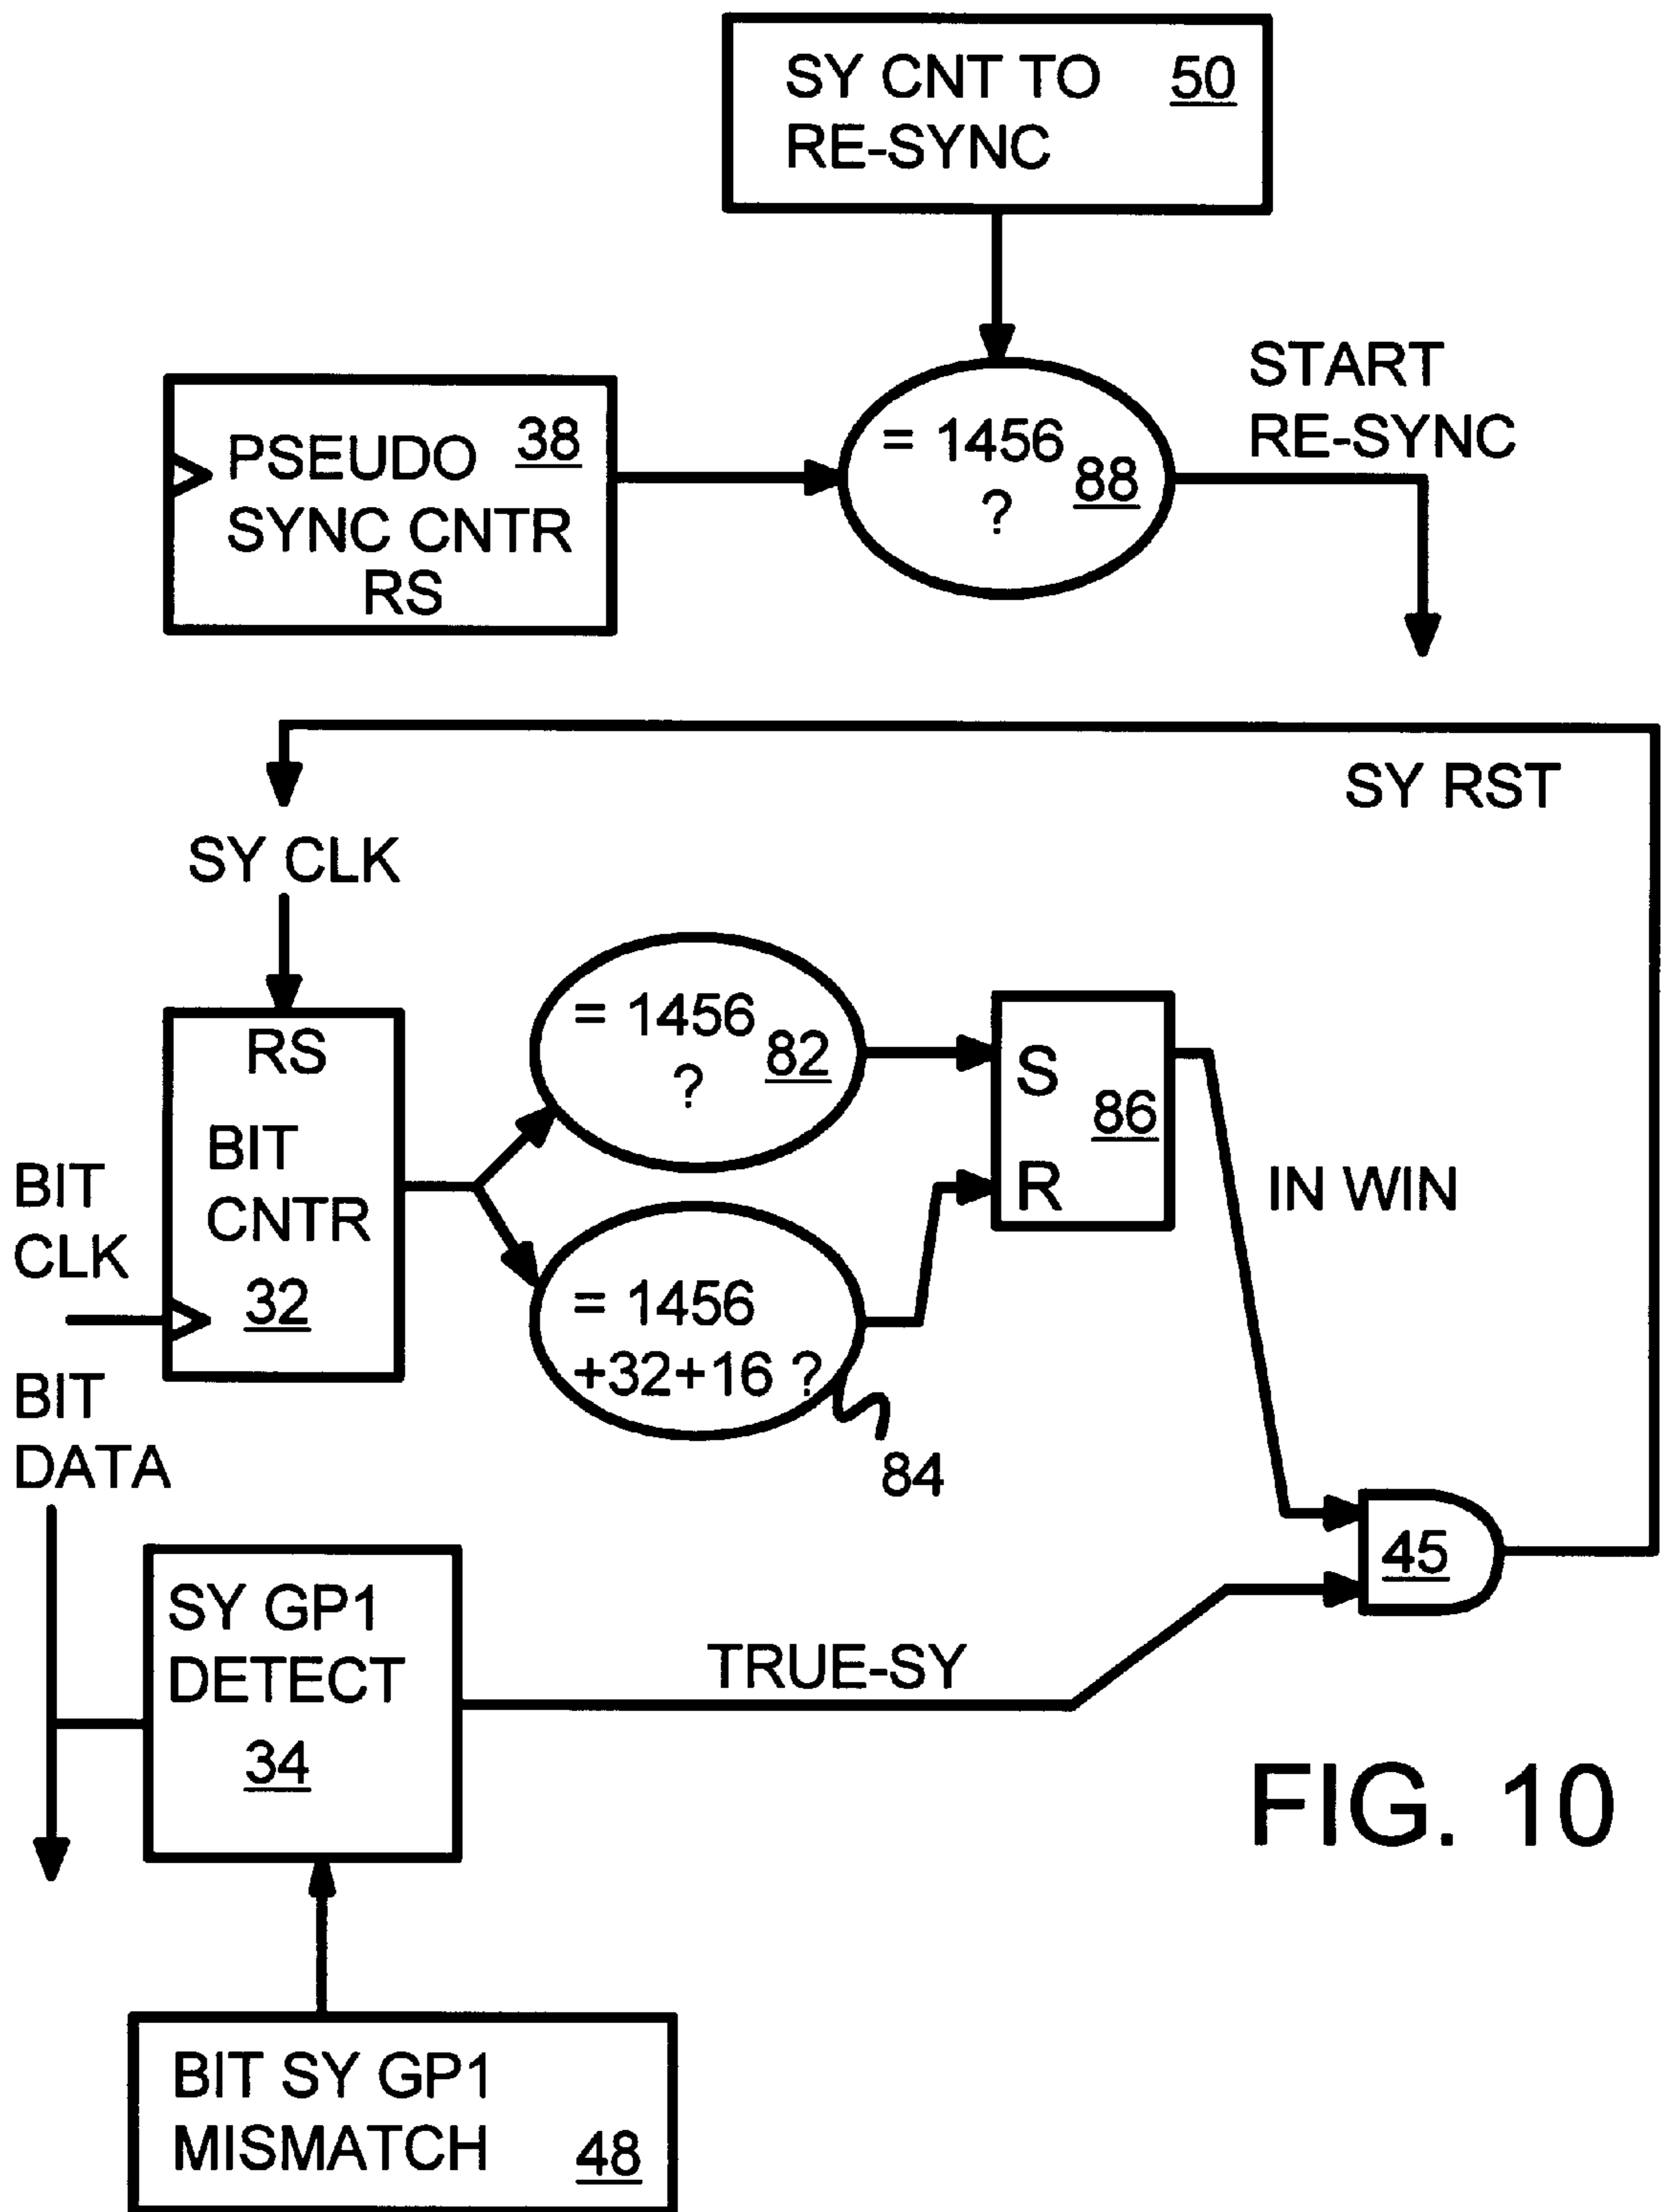 SY CNT TO 50
RE-SYNC
START
RE-SYNC
PSEUDO 38
SYNC CNTR
RS
= 1456
? 88
SY RST
SY CLK
RS
BIT
CNTR
32
BIT
CLK
= 1456
? 82
= 1456
+32+16 ?
84
S
R
86
IN WIN
BIT
DATA
45
SY GP1
DETECT
34
TRUE-SY
FIG. 10
BIT SY GP1
MISMATCH 48